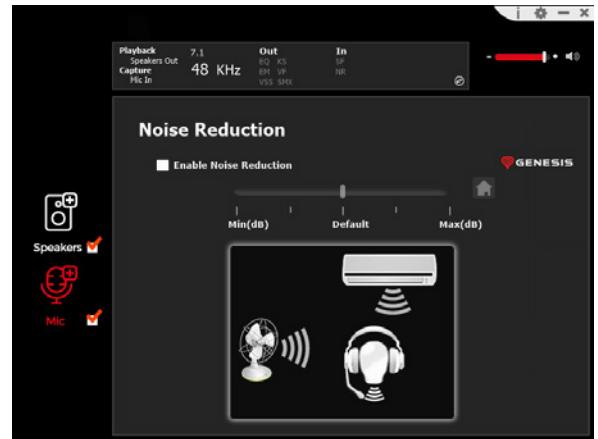 i
Playback 7.1 Out In
Speakers Out EQ KS SF
Capture 48 KHz EM VF NR
Mic In VSS SMX
Noise Reduction
Enable Noise Reduction
GENESIS
Min(dB) Default Max(dB)
Speakers
Mic